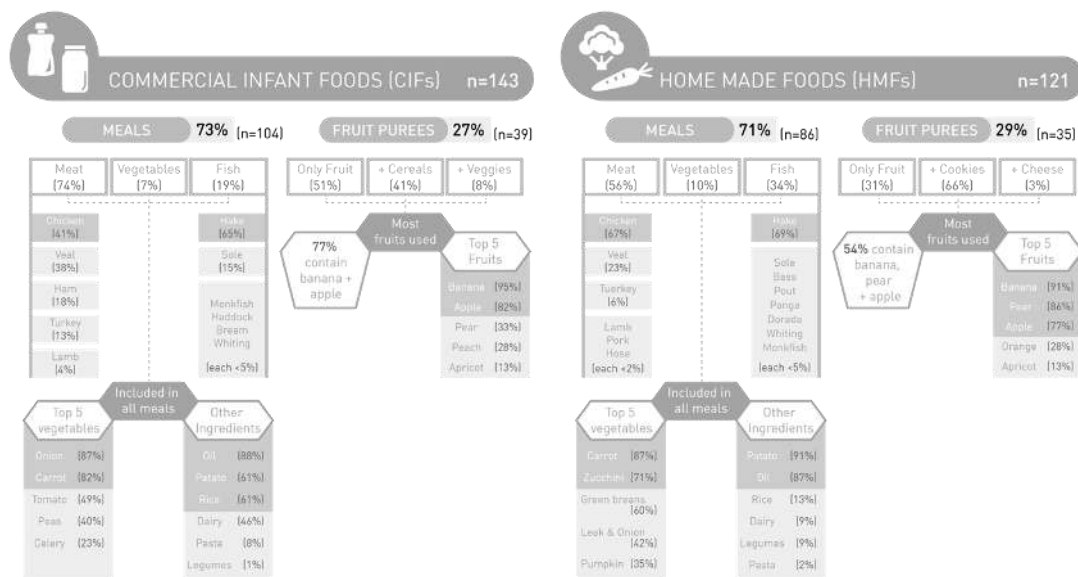 COMMERCIAL INFANT FOODS (CIFs) n=143
MEALS 73% (n=104)
FRUIT PUREES 27% (n=39)
Meat
(74%)
Vegetables
(7%)
Fish
(19%)
Only Fruit
(51%)
+ Cereals
(41%)
+ Veggies
(8%)
Chicken
(41%)
Veal
(38%)
Ham
(18%)
Turkey
(13%)
Lamb
(4%)
Hake
(65%)
Sole
(15%)
Monkfish
Haddock
Bream
Whiting
(each <5%)
Most
fruits used
77%
contain
banana +
apple
Top 5
Fruits
Banana (95%)
Apple (82%)
Pear (33%)
Peach (28%)
Apricot (13%)
Included in
all meals
Top 5
vegetables
Onion (87%)
Carrot (82%)
Tomato (49%)
Peas (40%)
Celery (23%)
Other
Ingredients
Oil (88%)
Patato (61%)
Rice (61%)
Dairy (46%)
Pasta (8%)
Legumes (1%)
HOME MADE FOODS (HMFs) n=121
MEALS 71% (n=86)
FRUIT PUREES 29% (n=35)
Meat
(56%)
Vegetables
(10%)
Fish
(34%)
Only Fruit
(31%)
+ Cookies
(66%)
+ Cheese
(3%)
Chicken
(67%)
Veal
(23%)
Tuerkey
(6%)
Lamb
Pork
Hose
(each <2%)
Hake
(69%)
Sole
Bass
Pout
Panga
Dorada
Whiting
Monkfish
(each <5%)
Most
fruits used
54% contain
banana,
pear
+ apple
Top 5
Fruits
Banana (91%)
Pear (86%)
Apple (77%)
Orange (28%)
Apricot (13%)
Included in
all meals
Top 5
vegetables
Carrot (87%)
Zucchini (71%)
Green breans
(60%)
Leak & Onion
(42%)
Pumpkin (35%)
Other
Ingredients
Patato (91%)
Oil (87%)
Rice (13%)
Dairy (9%)
Legumes (9%)
Pasta (2%)